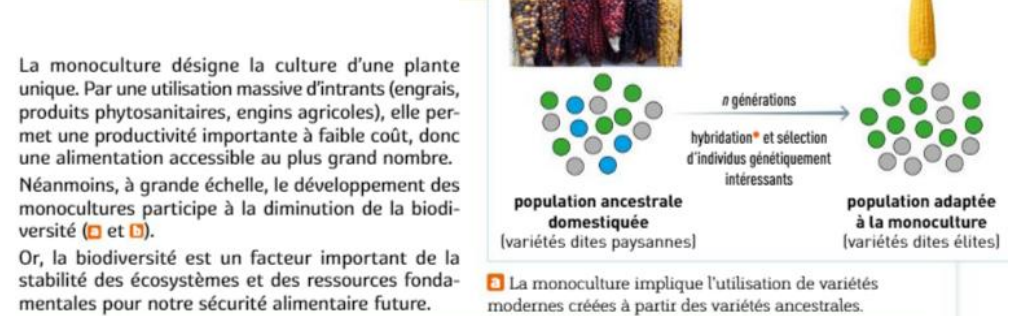 La monoculture désigne la culture d'une plante
unique. Par une utilisation massive d'intrants (engrais,
produits phytosanitaires, engins agricoles), elle per-
met une productivité importante à faible coût, donc
une alimentation accessible au plus grand nombre.
Néanmoins, à grande échelle, le développement des
monocultures participe à la diminution de la biodi-
versité (a et b).
Or, la biodiversité est un facteur important de la
stabilité des écosystèmes et des ressources fonda-
mentales pour notre sécurité alimentaire future.
n générations
hybridation* et sélection
d'individus génétiquement
intéressants
population ancestrale
domestiquée
(variétés dites paysannes)
population adaptée
à la monoculture
(variétés dites élites)
a La monoculture implique l'utilisation de variétés
modernes créées à partir des variétés ancestrales.